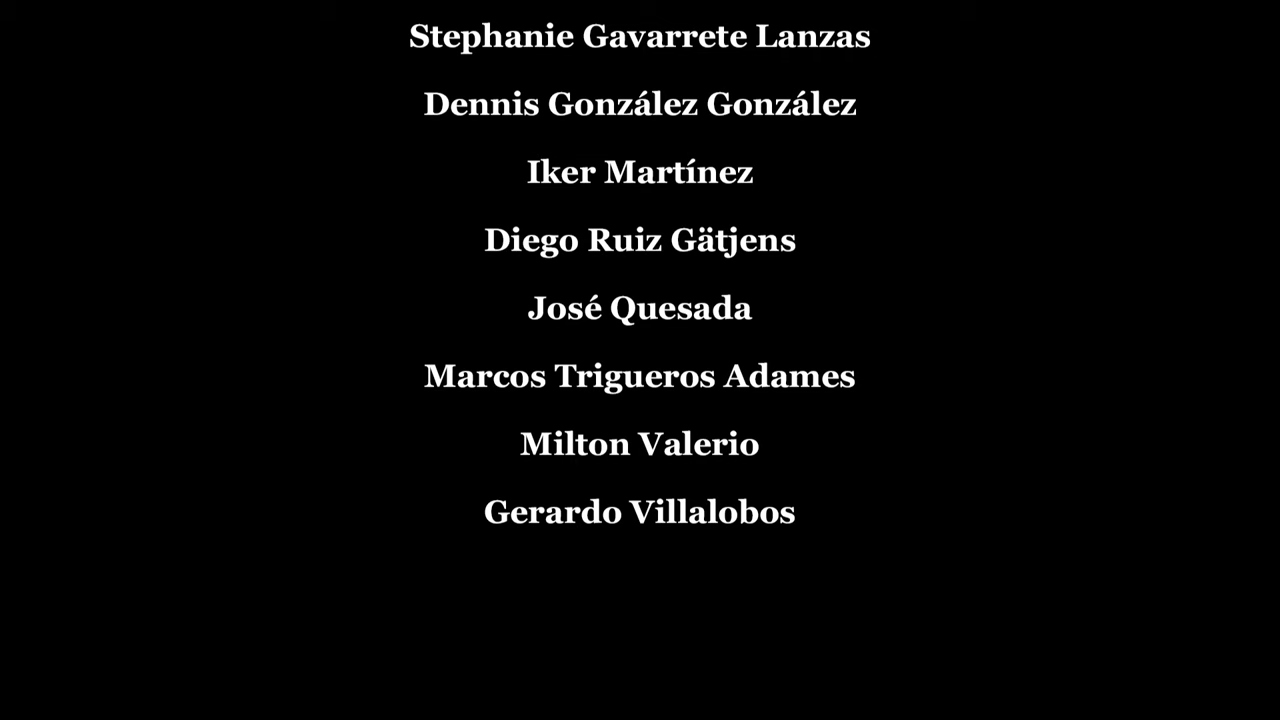 Stephanie Gavarrete Lanzas
Dennis González González
Iker Martínez
Diego Ruiz Gätjens
José Quesada
Marcos Trigueros Adames
Milton Valerio
Gerardo Villalobos